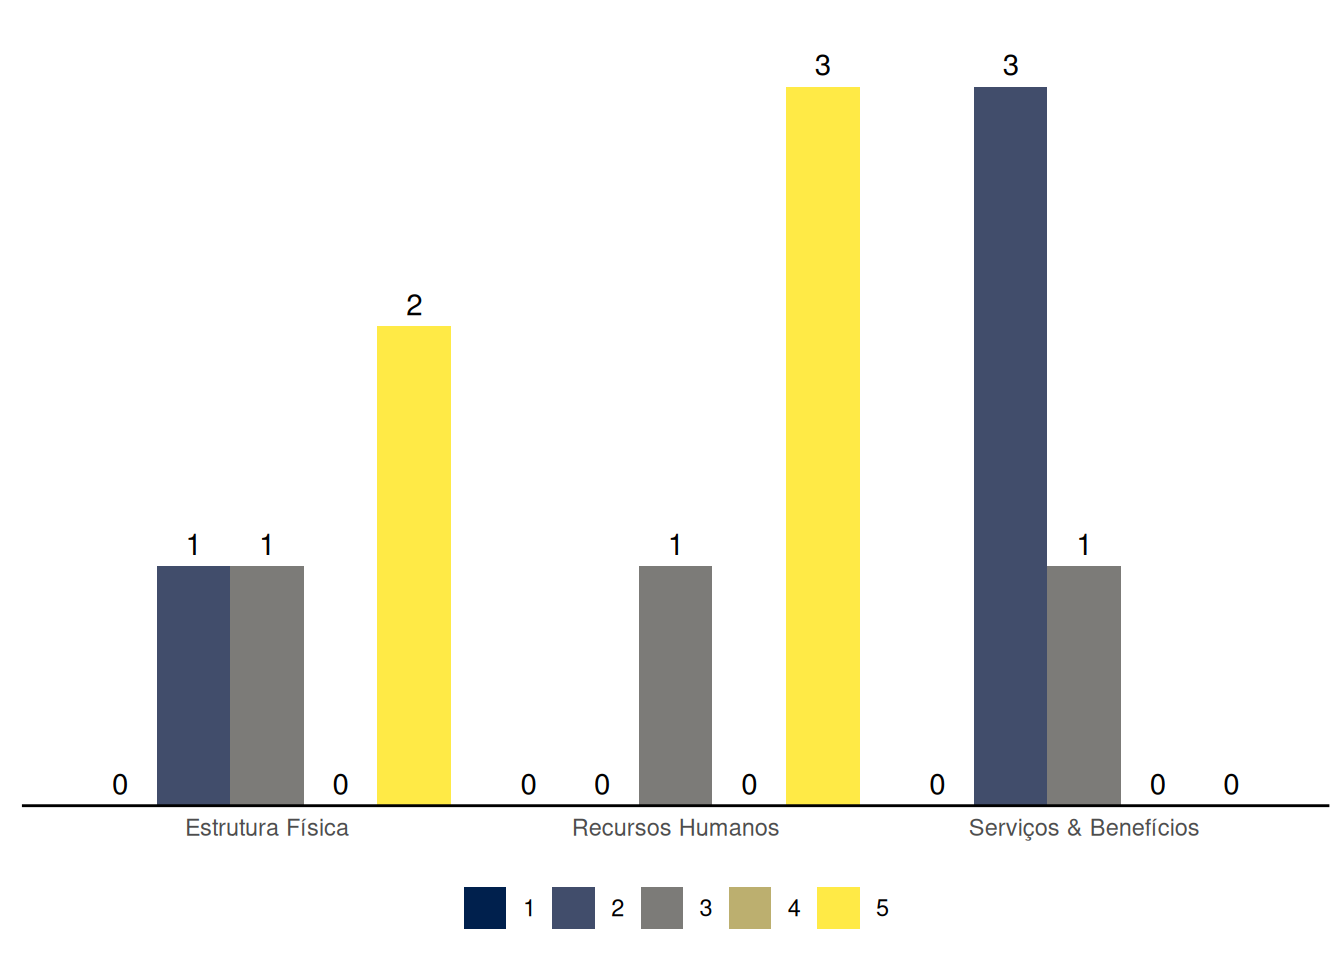 3 3
2
1 1 1 1
0 0 0 0 0 0 0 0
Estrutura Física Recursos Humanos Serviços & Benefícios
1 2 3 4 5